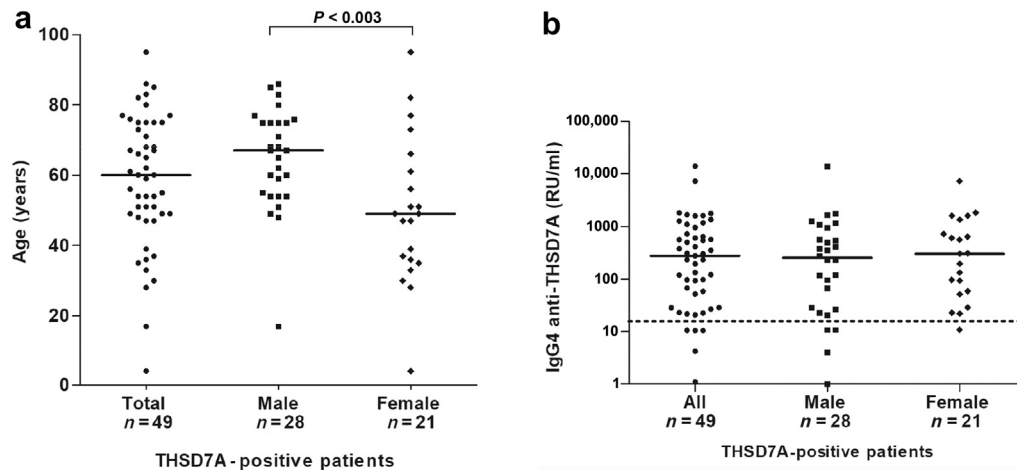 a
P < 0.003
100
80
60
40
20
0
Age (years)
Total
n = 49
Male
n = 28
Female
n = 21
THSD7A-positive patients
b
100,000
10,000
1000
100
10
1
IgG4 anti-THSD7A (RU/ml)
All
n = 49
Male
n = 28
Female
n = 21
THSD7A-positive patients